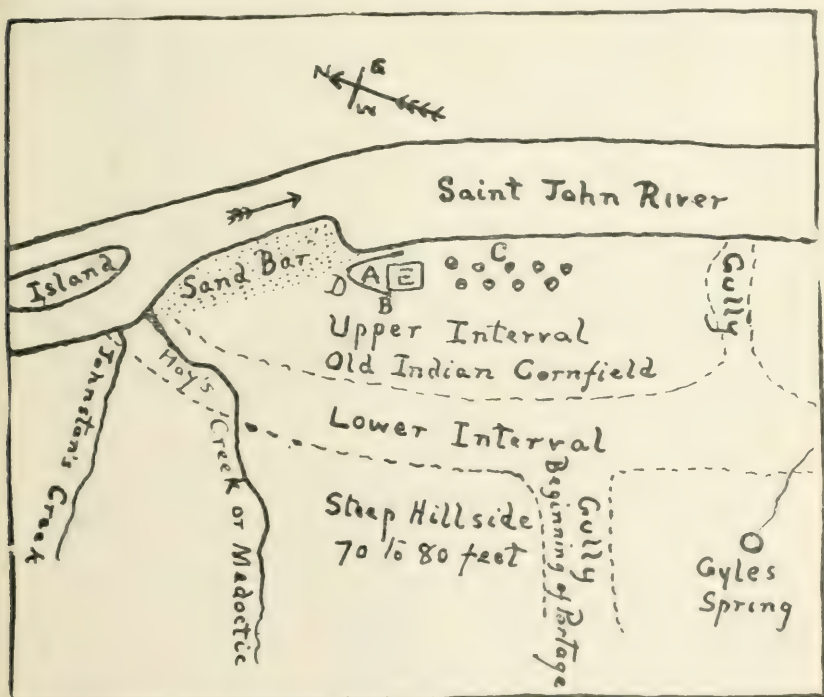 N
E
W
Saint John River
Island
Sand Bar
D
A
E
B
C
Gully
Upper Interval
Old Indian Cornfield
Johnstan's Creek
Hay's Creek or Medoctic
Lower Interval
Steep Hillside
70 to 80 feet
Gully
Beginning of Portage
Gyles
Spring